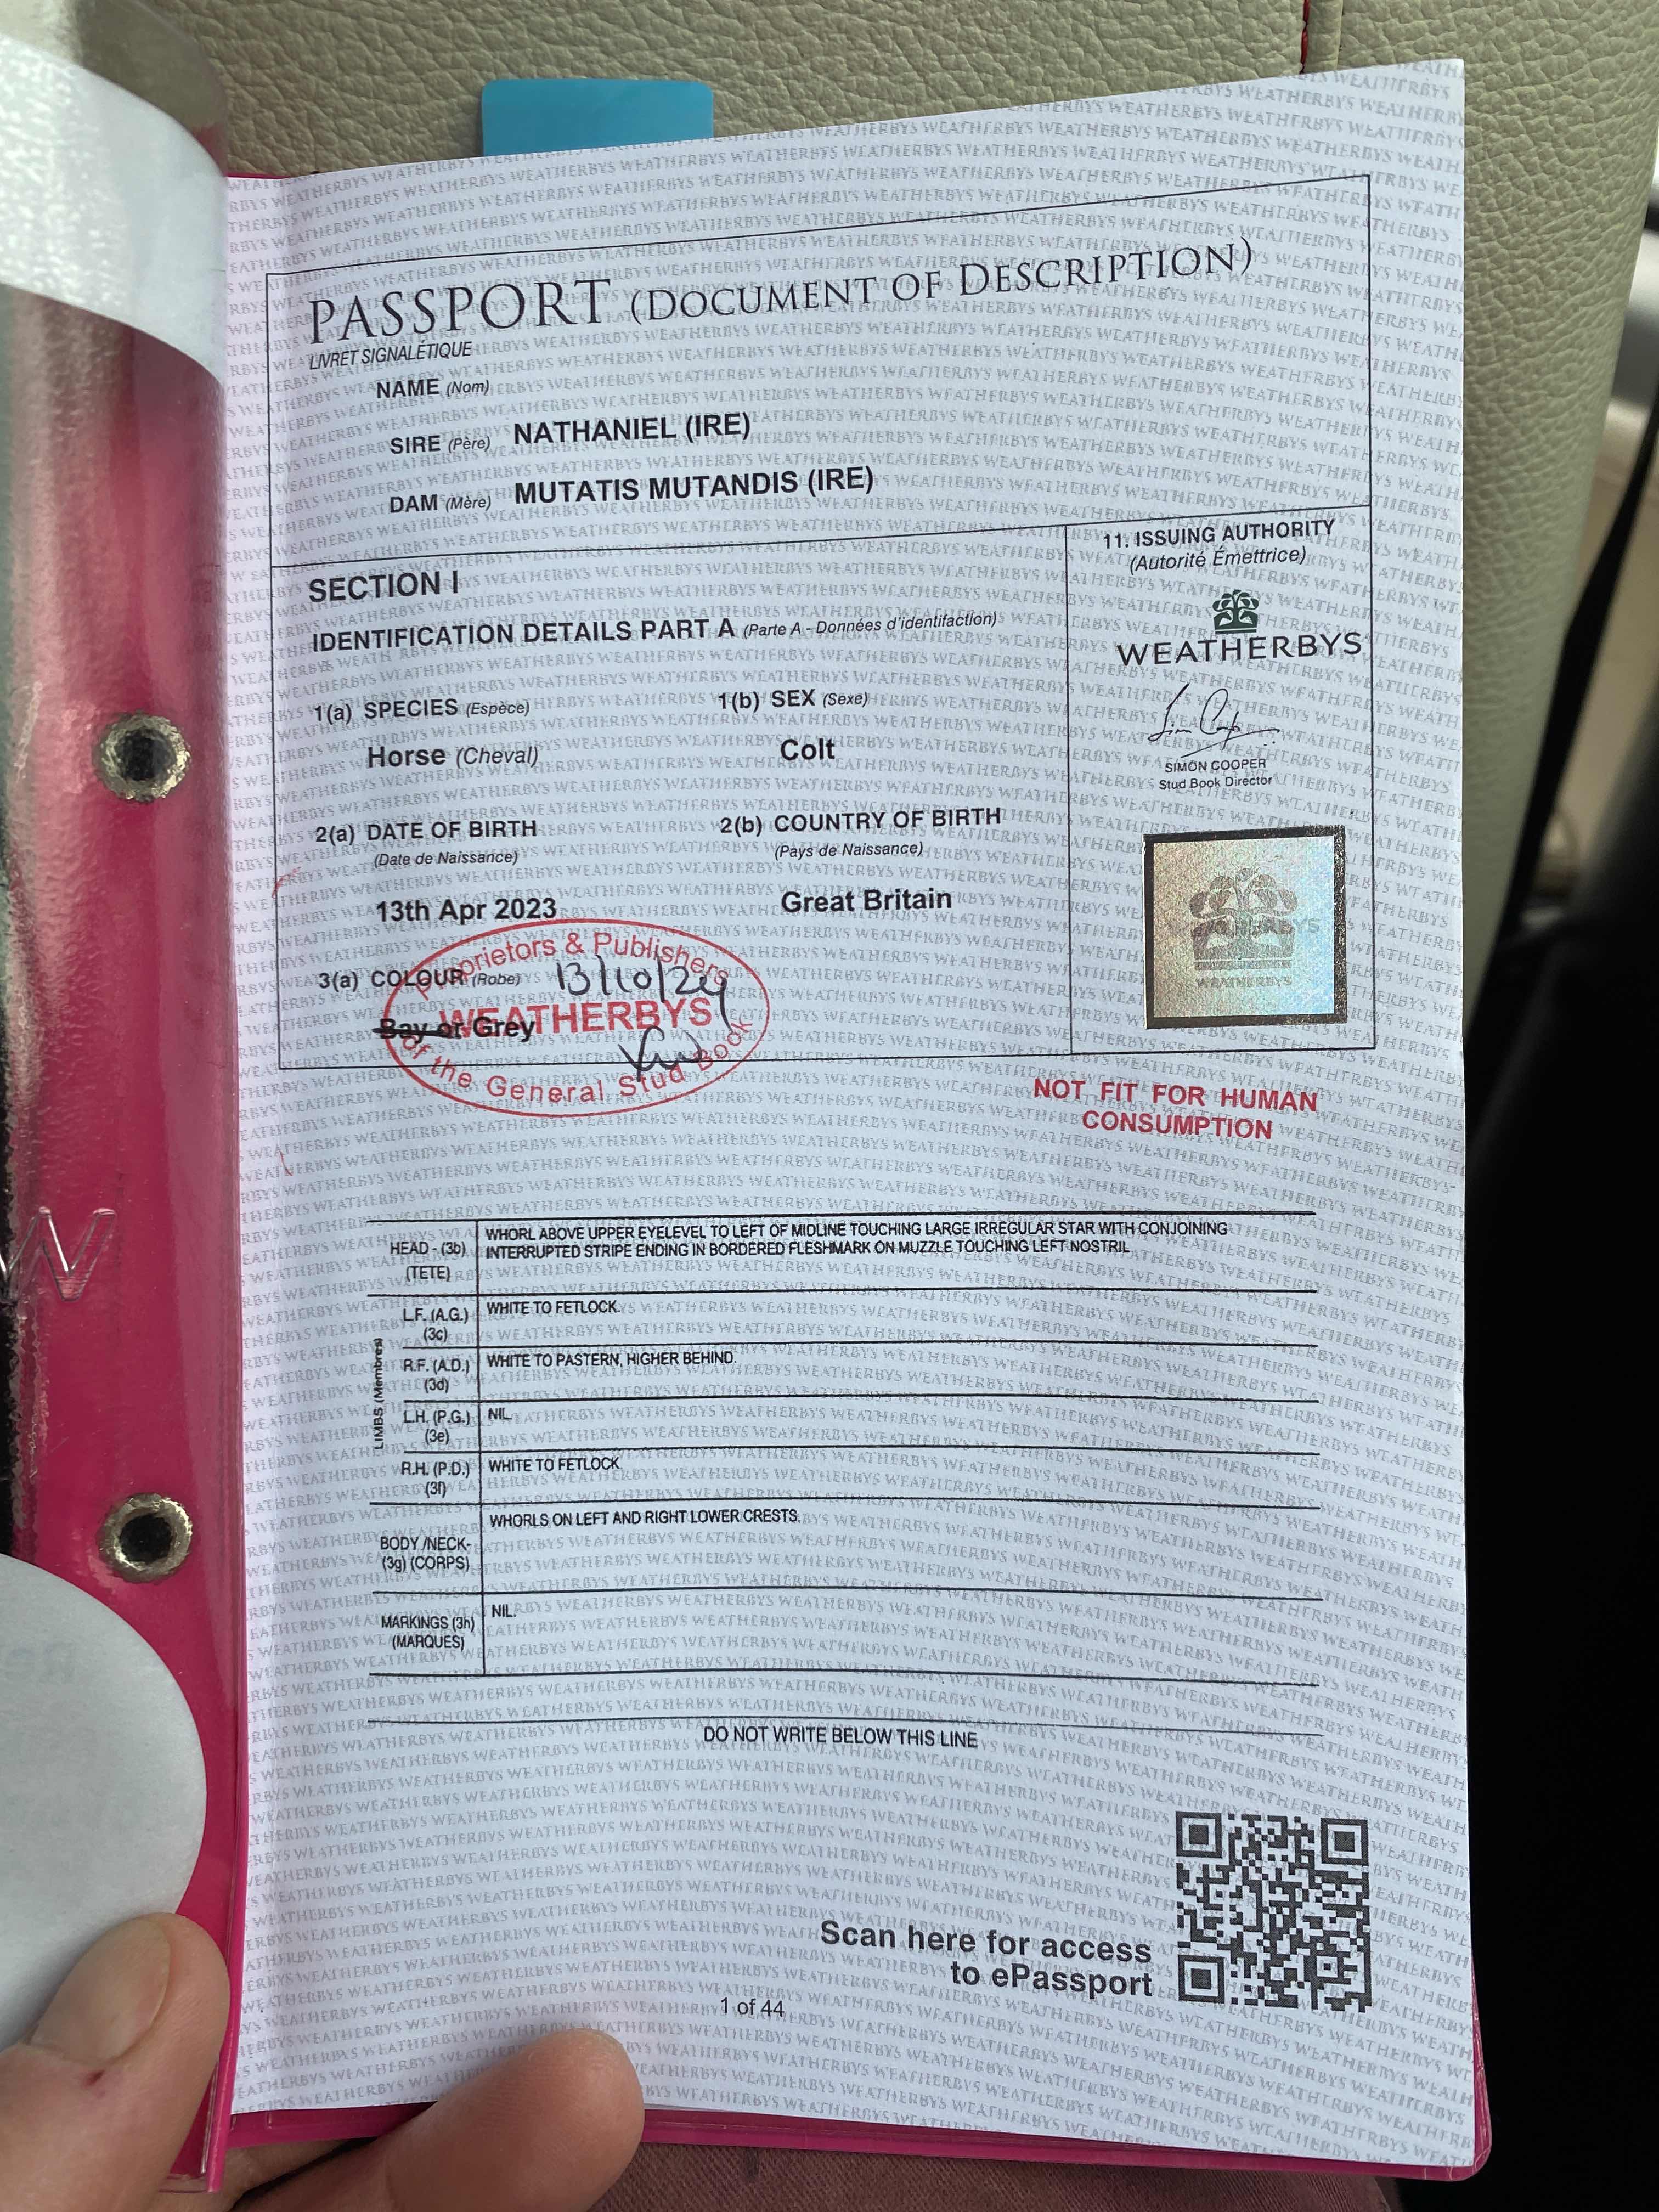 PASSPORT (DOCUMENT OF DESCRIPTION)
LIVRET SIGNALÉTIQUE
NAME (Nom)
SIRE (Père) NATHANIEL (IRE)
DAM (Mère) MUTATIS MUTANDIS (IRE)
SECTION I
IDENTIFICATION DETAILS PART A (Parte A - Données d'identifaction)
1(a) SPECIES (Espèce) 1(b) SEX (Sexe)
Horse (Cheval) Colt
2(a) DATE OF BIRTH 2(b) COUNTRY OF BIRTH
(Date de Naissance) (Pays de Naissance)
13th Apr 2023 Great Britain
3(a) COLOUR (Robe)
Bay or Grey
Proprietors & Publishers
13/10/24
WEATHERBYS
of the General Stud Book
11. ISSUING AUTHORITY
(Autorité Émettrice)
WEATHERBYS
SIMON COOPER
Stud Book Director
WEATHERBYS
WEATHERBYS
NOT FIT FOR HUMAN
CONSUMPTION
HEAD - (3b) WHORL ABOVE UPPER EYELEVEL TO LEFT OF MIDLINE TOUCHING LARGE IRREGULAR STAR WITH CONJOINING
(TETE) INTERRUPTED STRIPE ENDING IN BORDERED FLESHMARK ON MUZZLE TOUCHING LEFT NOSTRIL
LIMBS (Membres)
L.F. (A.G.) WHITE TO FETLOCK.
(3c)
R.F. (A.D.) WHITE TO PASTERN, HIGHER BEHIND.
(3d)
L.H. (P.G.) NIL
(3e)
R.H. (P.D.) WHITE TO FETLOCK
(3f)
WHORLS ON LEFT AND RIGHT LOWER CRESTS.
BODY /NECK-
(3g) (CORPS)
MARKINGS (3h) NIL.
(MARQUES)
DO NOT WRITE BELOW THIS LINE
Scan here for access
to ePassport
1 of 44